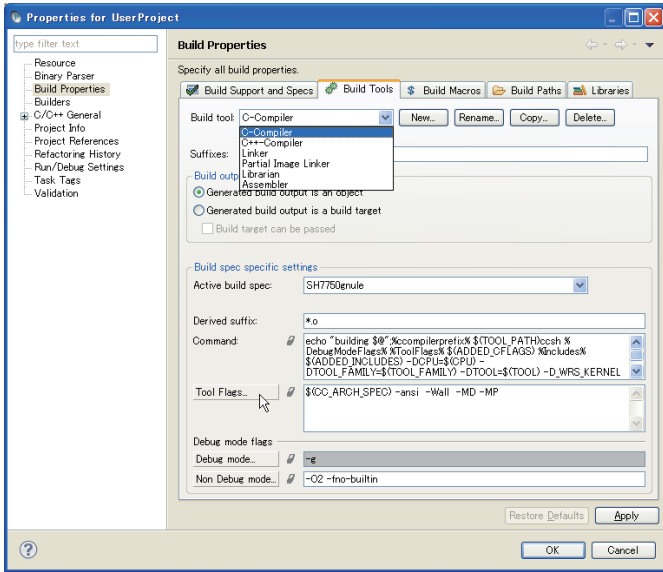 Properties for UserProject
type filter text
Resource
Binary Parser
Build Properties
Builders
C/C++ General
Project Info
Project References
Refactoring History
Run/Debug Settings
Task Tags
Validation
Build Properties
Specify all build properties.
Build Support and Specs
Build Tools
Build Macros
Build Paths
Libraries
Build tool: C-Compiler
New...
Rename...
Copy...
Delete...
C-Compiler
C++-Compiler
Linker
Partial Image Linker
Librarian
Assembler
Suffixes:
Build outp
Generated build output is an object
Generated build output is a build target
Build target can be passed
Build spec specific settings
Active build spec: SH7750gnule
Derived suffix: *.o
Command: echo "building $@";%ccompilerprefix% $(TOOL_PATH)ccsh %
DebugModeFlags% %ToolFlags% $(ADDED_CFLAGS) %Includes%
$(ADDED_INCLUDES) -DCPU=$(CPU) -
DTOOL_FAMILY=$(TOOL_FAMILY) -DTOOL=$(TOOL) -D_WRS_KERNEL
Tool Flags... $(CC_ARCH_SPEC) -ansi -Wall -MD -MP
Debug mode flags
Debug mode... -g
Non Debug mode... -O2 -fno-builtin
Restore Defaults
Apply
OK
Cancel